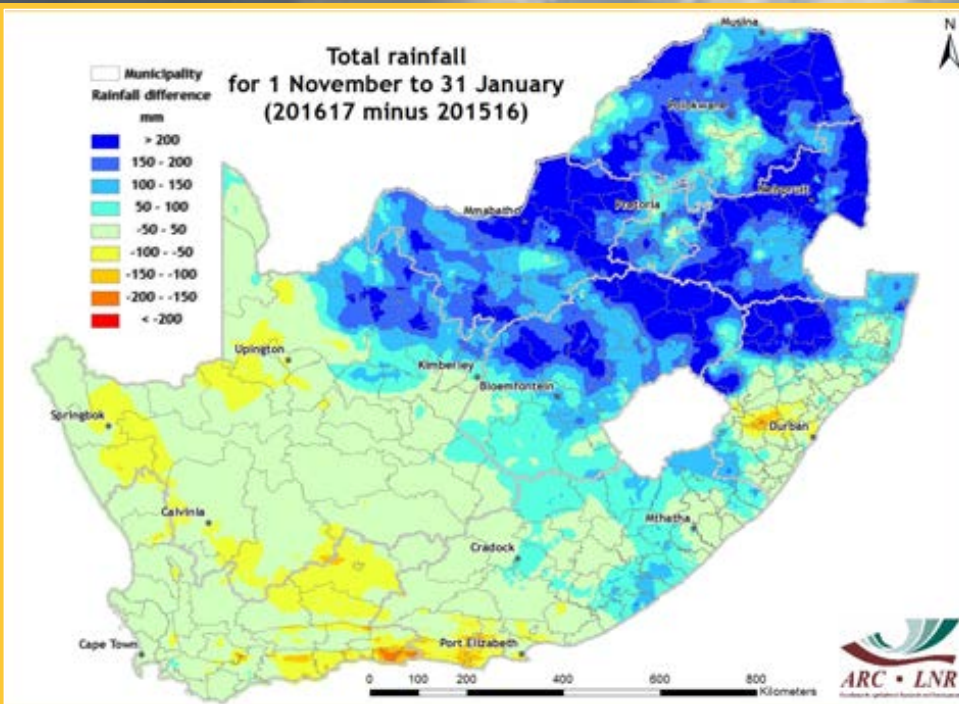 Total rainfall
for 1 November to 31 January
(201617 minus 201516)
N
Municipality
Rainfall difference
mm
> 200
150 - 200
100 - 150
50 - 100
-50 - 50
-100 - -50
-150 - -100
-200 - -150
< -200
Musina
Polokwane
Nelspruit
Pretoria
Mmabatho
Upington
Kimberley
Bloemfontein
Springbok
Durban
Calvinia
Mthatha
Cradock
Cape Town
Port Elizabeth
0 100 200 400 600 800
Kilometers
ARC • LNR